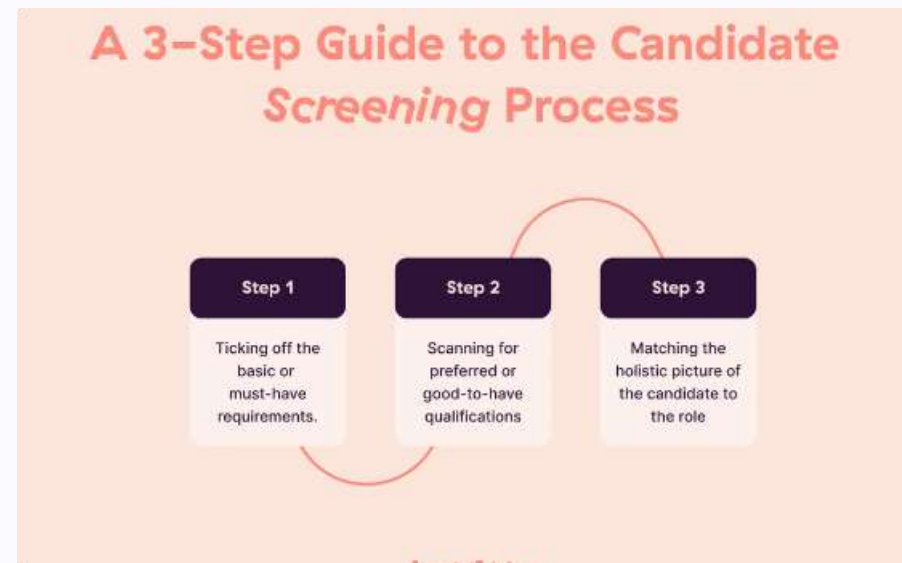 A 3-Step Guide to the Candidate
Screening Process
Step 1
Ticking off the
basic or
must-have
requirements.
Step 2
Scanning for
preferred or
good-to-have
qualifications
Step 3
Matching the
holistic picture of
the candidate to
the role